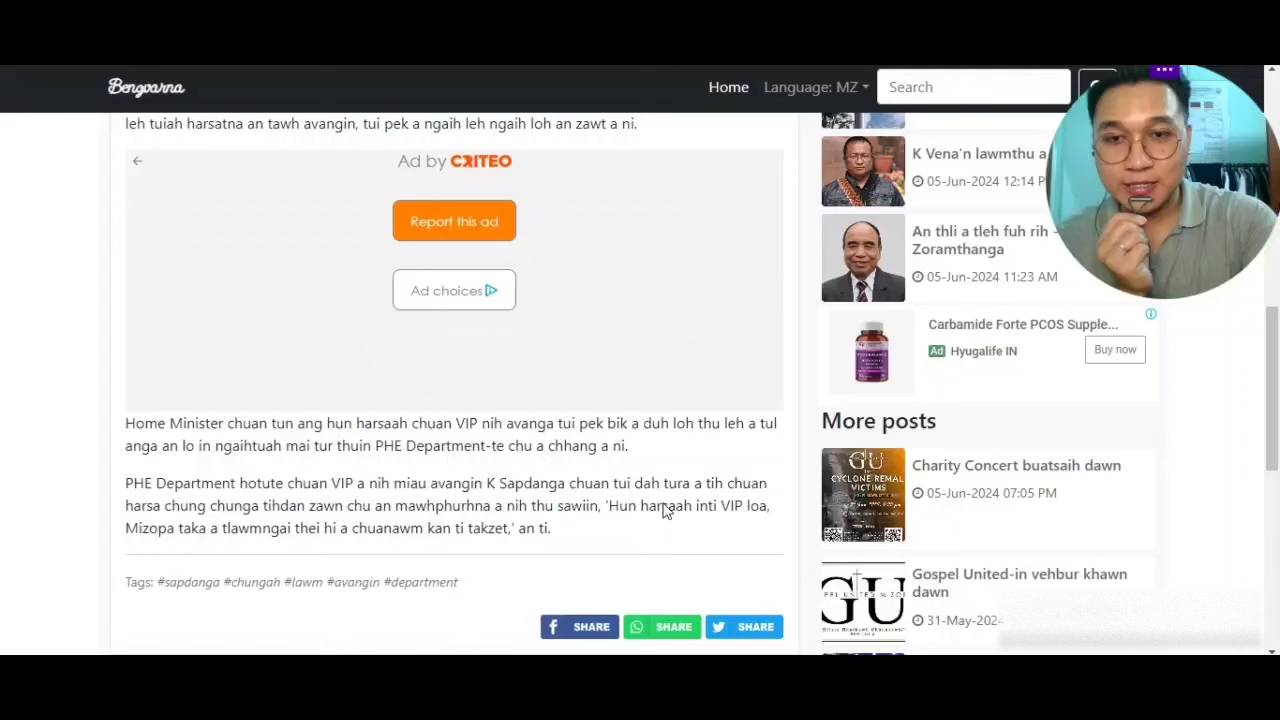 Bengvarna
Home
Language: MZ
Search
leh tuiah harsatna an tawh avangin, tui pek a ngaih leh ngaih loh an zawt a ni.
Ad by CRITEO
Report this ad
Ad choices
Home Minister chuan tun ang hun harsaah chuan VIP nih avanga tui pek bik a duh loh thu leh a tul
anga an lo in ngaihtuah mai tur thuin PHE Department-te chu a chhang a ni.
PHE Department hotute chuan VIP a nih miau avangin K Sapdanga chuan tui dah tura a tih chuan
harsa chung chunga tihdan zawn chu an mawhphurhna a nih thu sawiin, 'Hun harsaah inti VIP loa,
Mizopa taka a tlawmngai thei hi a chuanawm kan ti takzet,' an ti.
Tags: #sapdanga #chungah #lawm #avangin #department
SHARE
SHARE
SHARE
K Vena'n lawmthu a
05-Jun-2024 12:14
An thli a tleh fuh rih -
Zoramthanga
05-Jun-2024 11:23 AM
Carbamide Forte PCOS Supple...
Ad Hyugalife IN
Buy now
More posts
GU
CYCLONE REMAL
VICTIMS
Charity Concert buatsaih dawn
05-Jun-2024 07:05 PM
GU
Gospel United-in vehbur khawn
dawn
31-May-2024